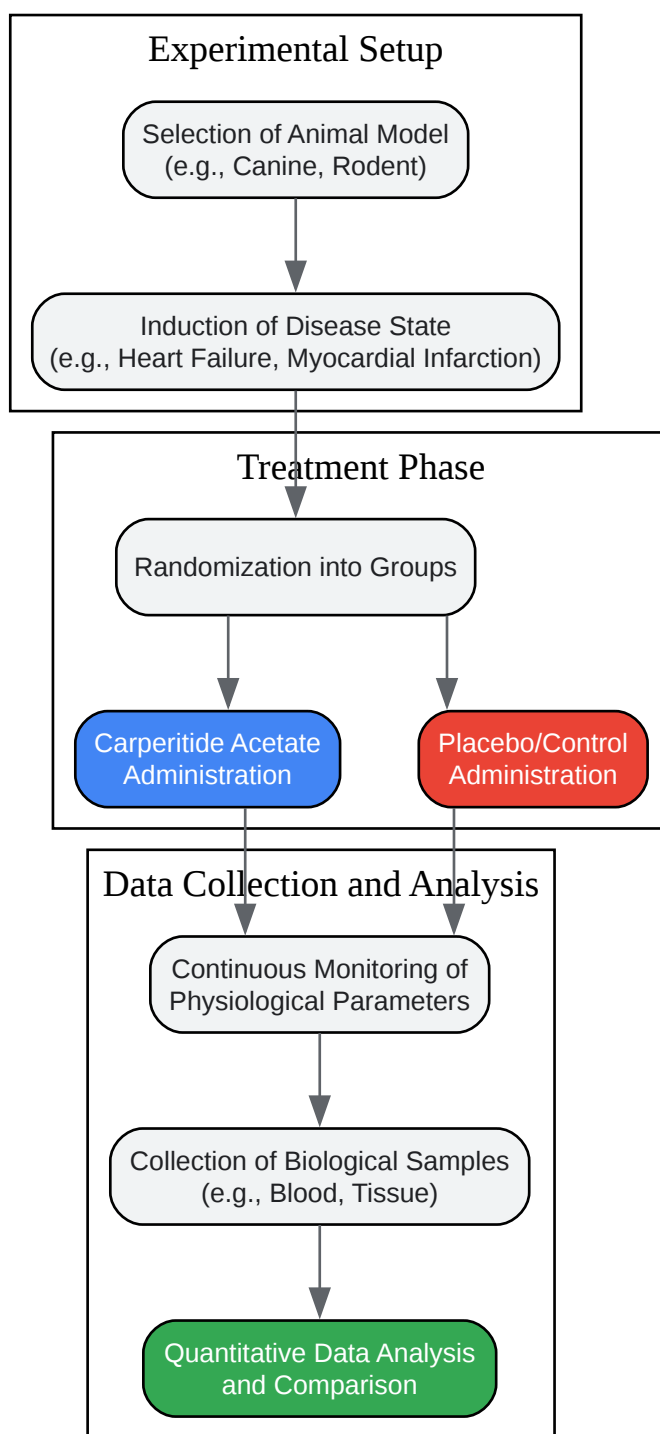 Experimental Setup
Selection of Animal Model
(e.g., Canine, Rodent)
Induction of Disease State
(e.g., Heart Failure, Myocardial Infarction)
Treatment Phase
Randomization into Groups
Carperitide Acetate
Administration
Placebo/Control
Administration
Data Collection and Analysis
Continuous Monitoring of
Physiological Parameters
Collection of Biological Samples
(e.g., Blood, Tissue)
Quantitative Data Analysis
and Comparison